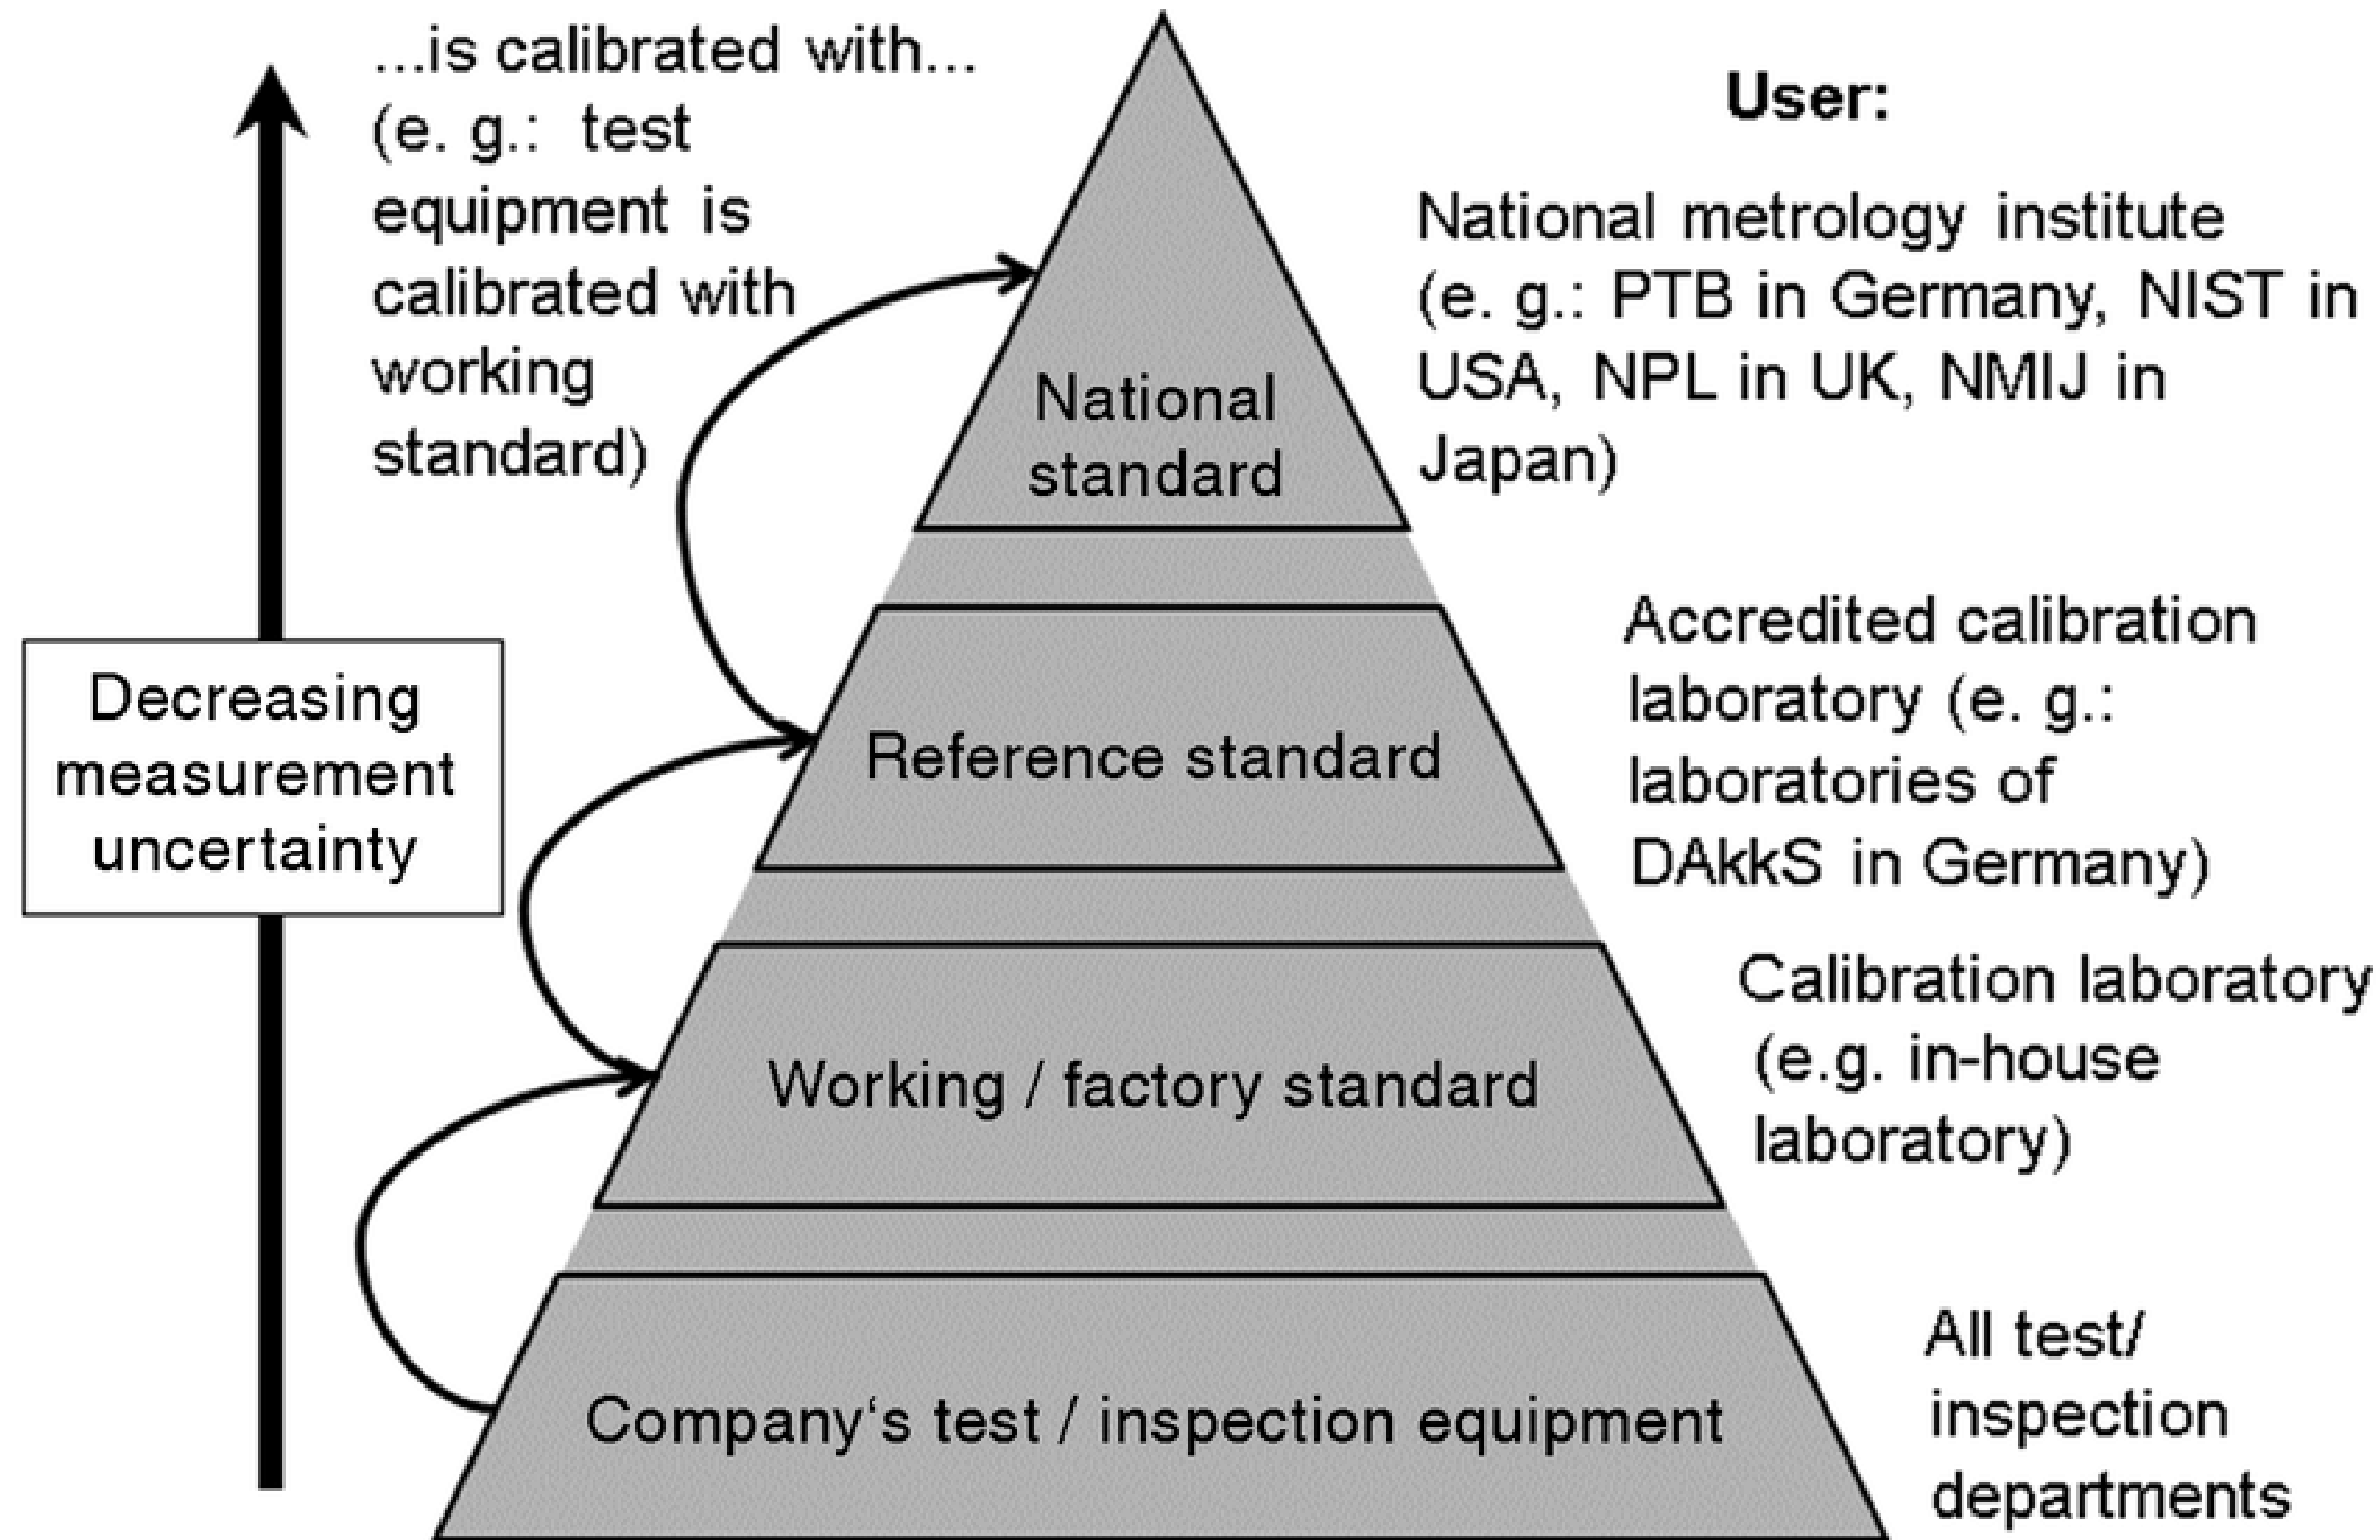 ...is calibrated with...
(e. g.: test
equipment is
calibrated with
working
standard)
User:
National metrology institute
(e. g.: PTB in Germany, NIST in
USA, NPL in UK, NMIJ in
Japan)
National
standard
Accredited calibration
laboratory (e. g.:
laboratories of
DAkkS in Germany)
Decreasing
measurement
uncertainty
Reference standard
Calibration laboratory
(e.g. in-house
laboratory)
Working / factory standard
All test/
inspection
departments
Company‘s test / inspection equipment